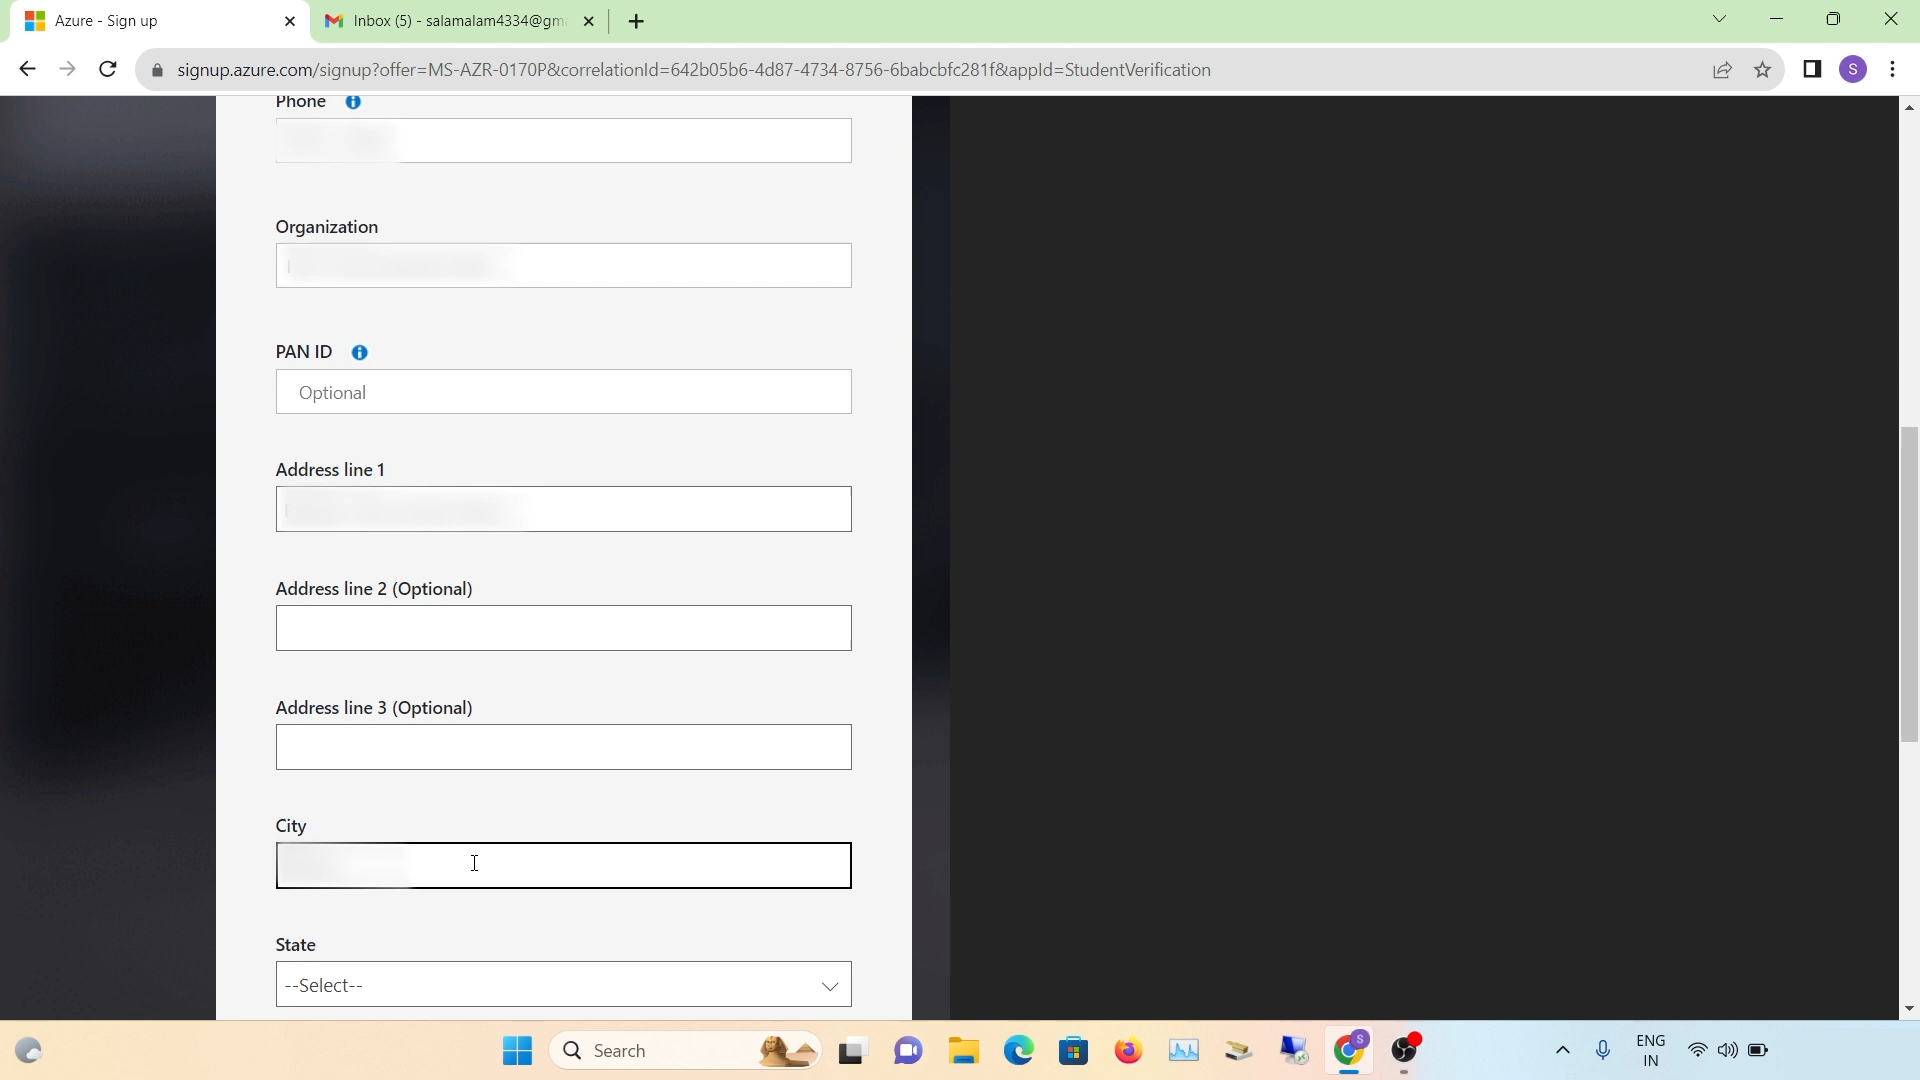 Azure - Sign up
Inbox (5) - salamalam4334@gm
signup.azure.com/signup?offer=MS-AZR-0170P&correlationId=642b05b6-4d87-4734-8756-6babcbfc281f&appId=StudentVerification
S
Phone
Organization
PAN ID
Optional
Address line 1
Address line 2 (Optional)
Address line 3 (Optional)
City
State
--Select--
Search
S
ENG
IN